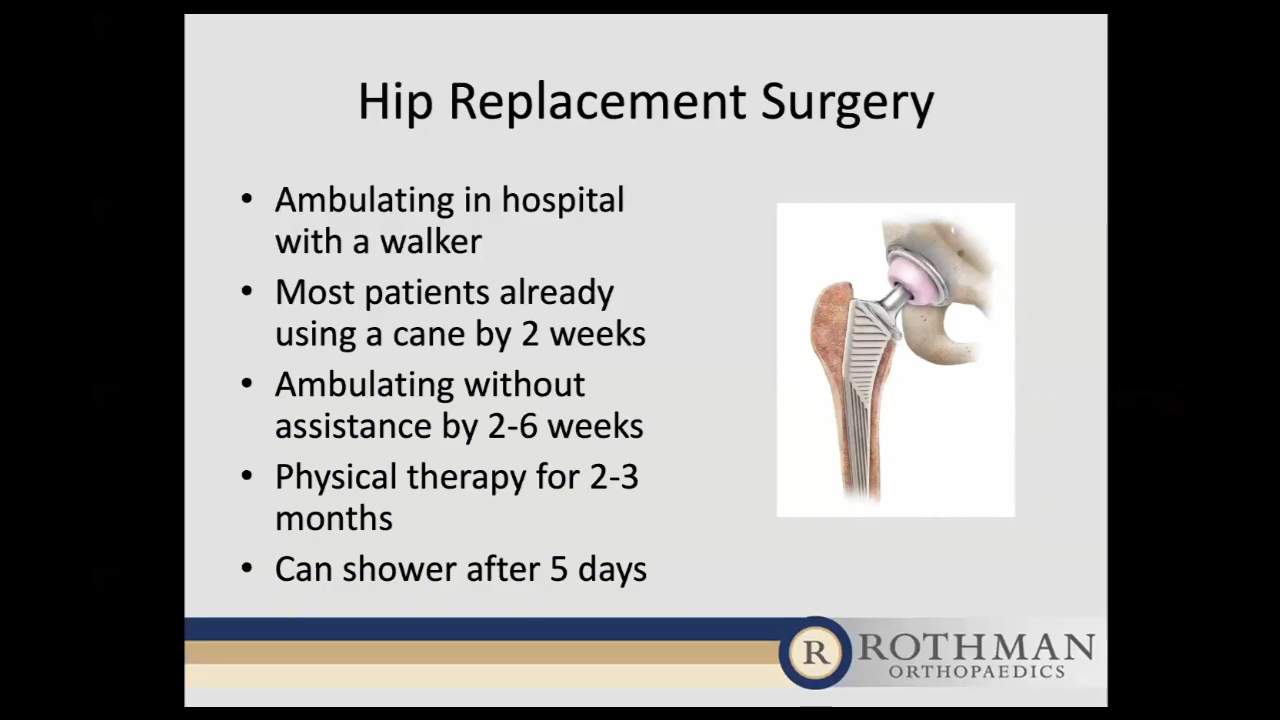 Hip Replacement Surgery
• Ambulating in hospital
with a walker
• Most patients already
using a cane by 2 weeks
• Ambulating without
assistance by 2-6 weeks
• Physical therapy for 2-3
months
• Can shower after 5 days
R ROTHMAN
ORTHOPAEDICS